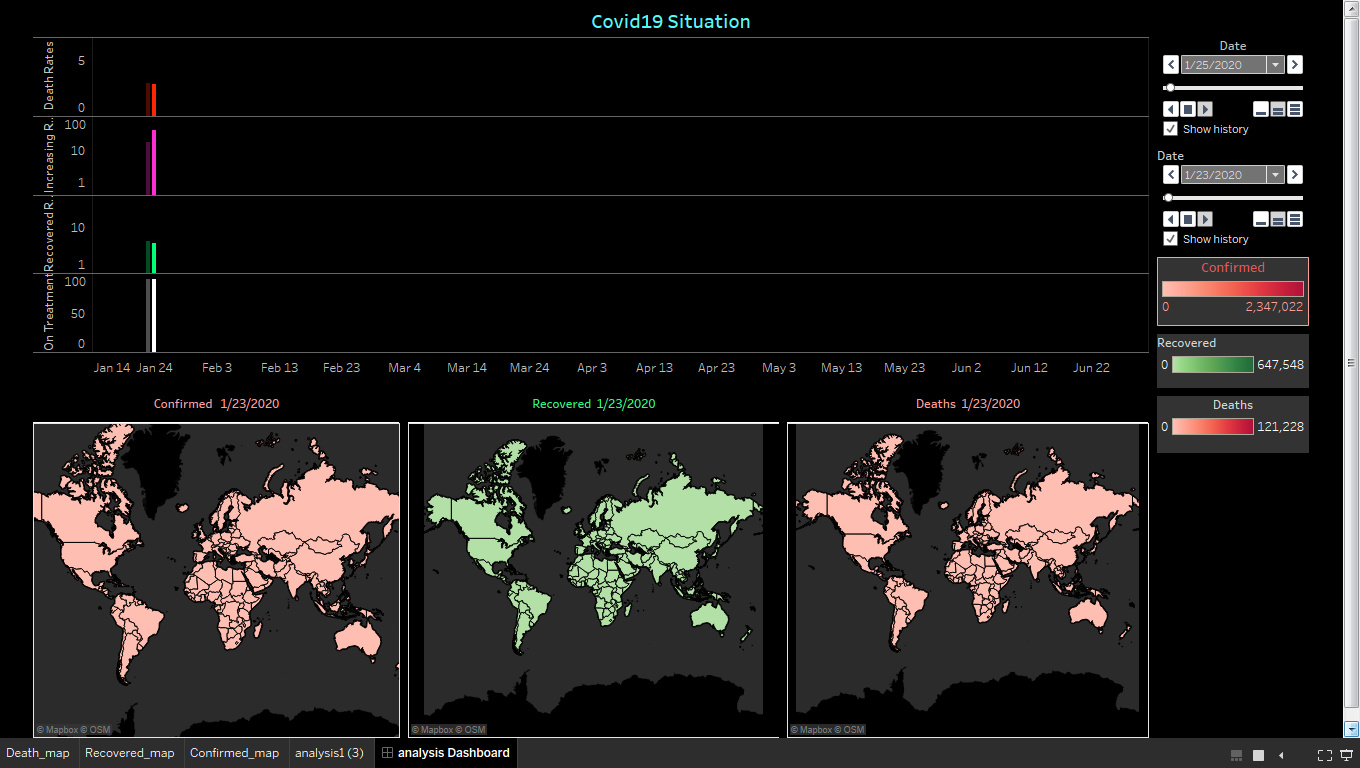 Covid19 Situation
Death Rates
5
0
Increasing R..
100
10
1
Recovered R..
10
1
On Treatment
100
50
0
Jan 14 Jan 24 Feb 3 Feb 13 Feb 23 Mar 4 Mar 14 Mar 24 Apr 3 Apr 13 Apr 23 May 3 May 13 May 23 Jun 2 Jun 12 Jun 22
Date
1/25/2020
Show history
Date
1/23/2020
Show history
Confirmed
0 2,347,022
Recovered
0 647,548
Deaths
0 121,228
Confirmed 1/23/2020
Recovered 1/23/2020
Deaths 1/23/2020
© Mapbox © OSM
© Mapbox © OSM
© Mapbox © OSM
Death_map Recovered_map Confirmed_map analysis1 (3) analysis Dashboard